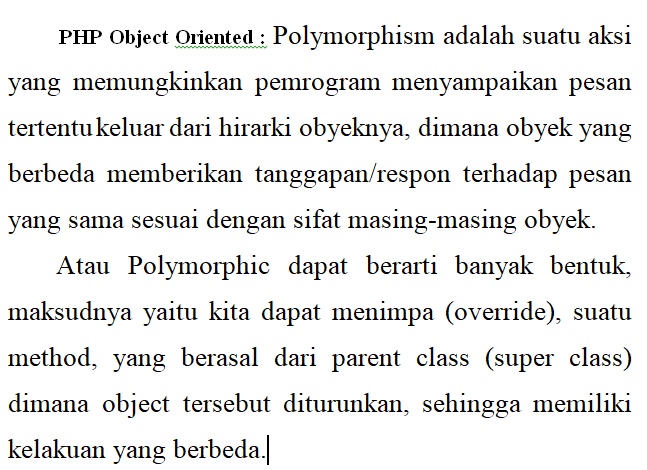 PHP Object Oriented : Polymorphism adalah suatu aksi
yang memungkinkan pemrogram menyampaikan pesan
tertentu keluar dari hirarki obyeknya, dimana obyek yang
berbeda memberikan tanggapan/respon terhadap pesan
yang sama sesuai dengan sifat masing-masing obyek.
Atau Polymorphic dapat berarti banyak bentuk,
maksudnya yaitu kita dapat menimpa (override), suatu
method, yang berasal dari parent class (super class)
dimana object tersebut diturunkan, sehingga memiliki
kelakuan yang berbeda.